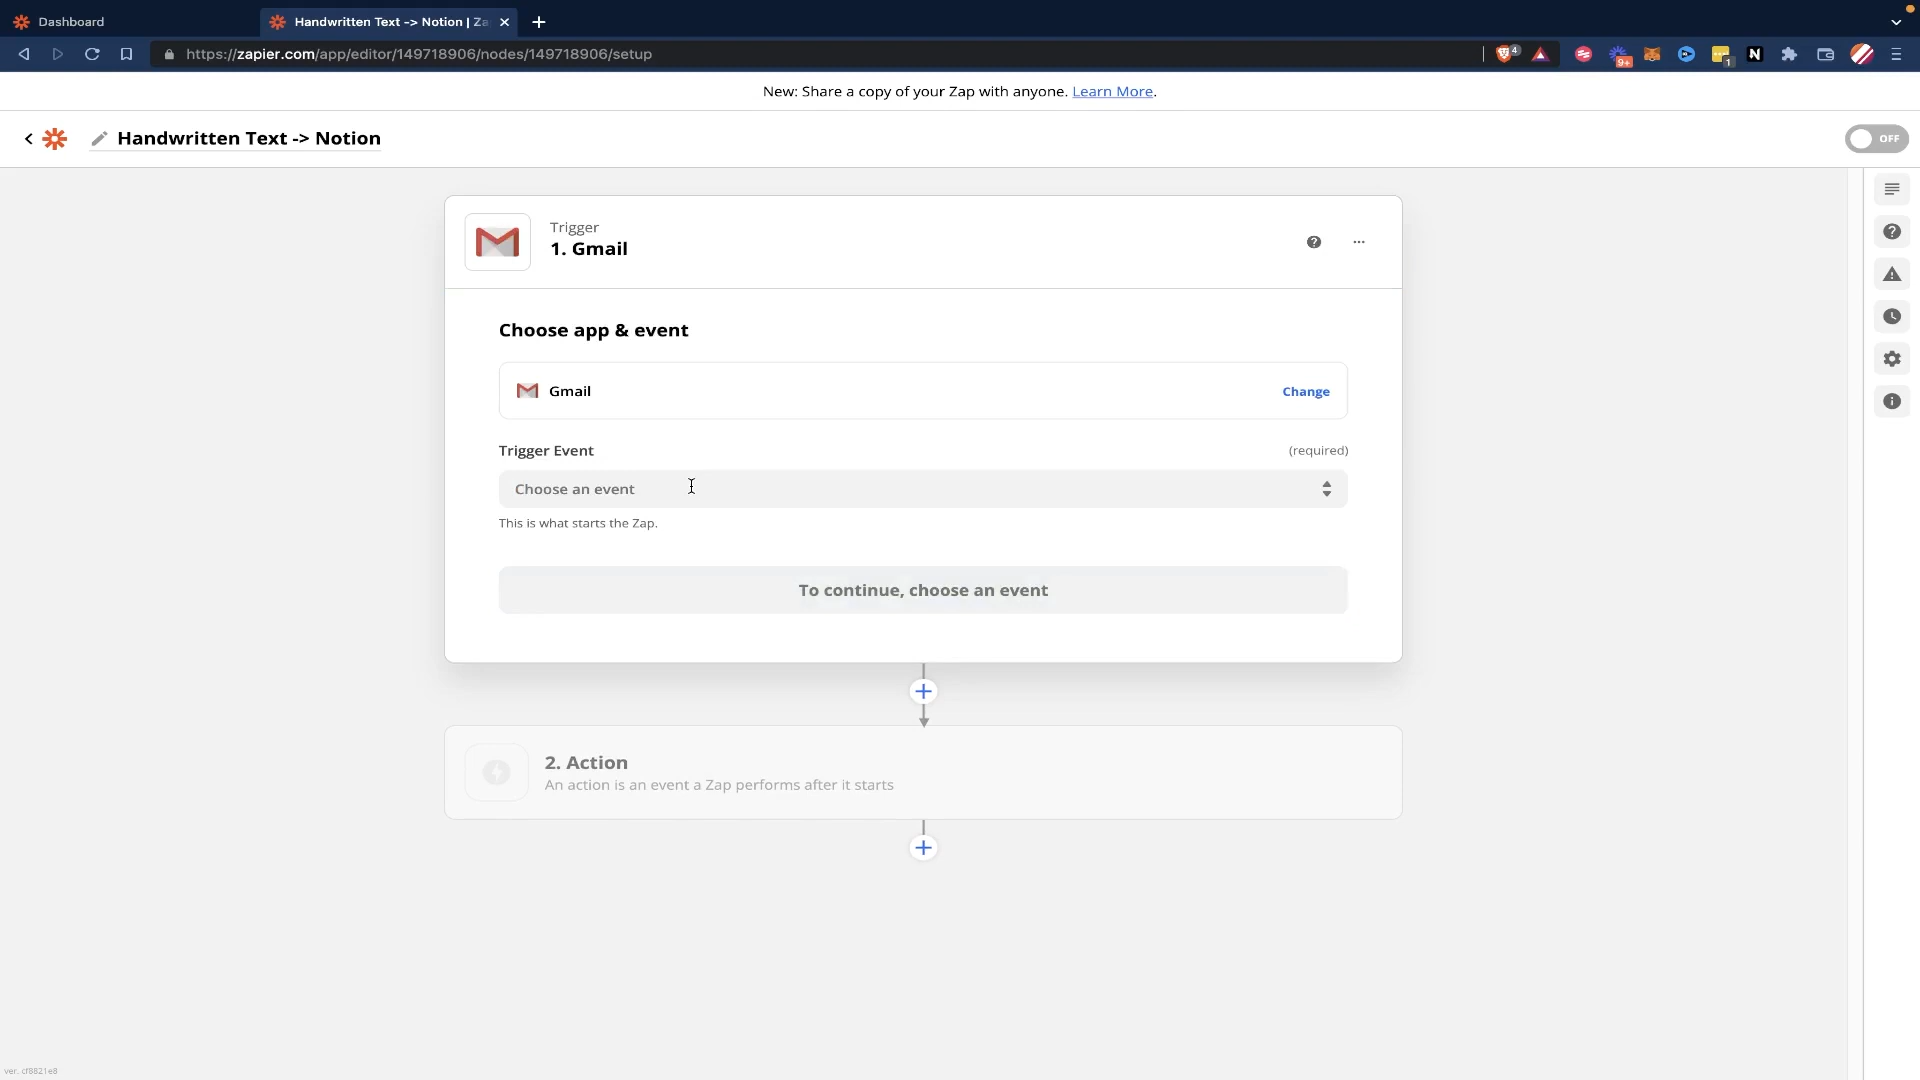 Dashboard
Handwritten Text -> Notion | Za
https://zapier.com/app/editor/149718906/nodes/149718906/setup
4
9+
1
New: Share a copy of your Zap with anyone. Learn More.
Handwritten Text -> Notion
OFF
Trigger
1. Gmail
Choose app & event
Gmail
Change
Trigger Event
(required)
Choose an event
This is what starts the Zap.
To continue, choose an event
2. Action
An action is an event a Zap performs after it starts
ver. cf8821e8